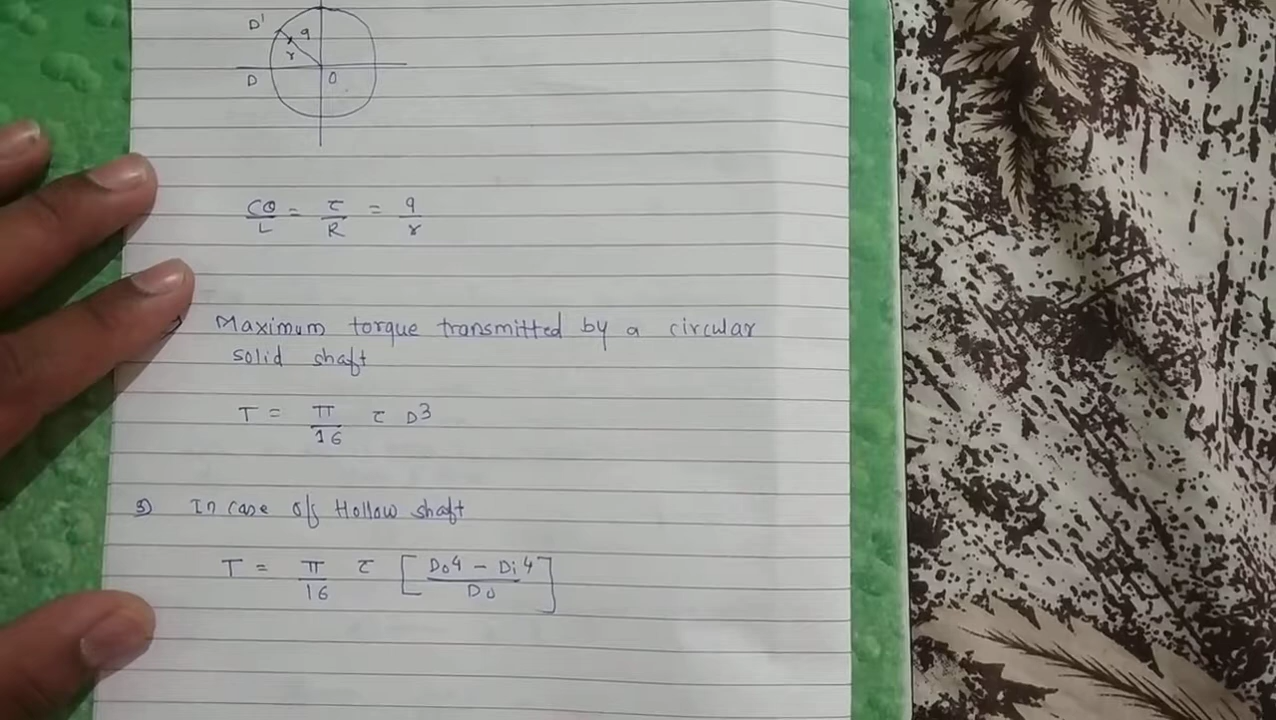 D'
q
r
D
O
Cθ/L = τ/R = q/r
Maximum torque transmitted by a circular
solid shaft
T = π/16 τ D³
3) In case of Hollow shaft
T = π/16 τ [Do⁴ - Di⁴/Do]